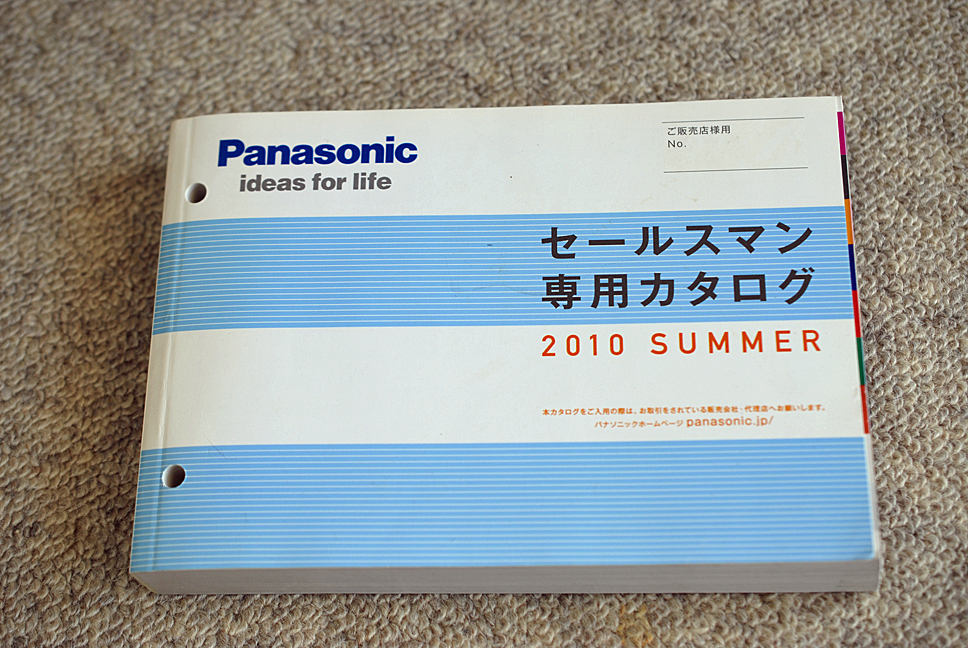 Panasonic
ideas for life
ご販売店様用
No.
セールスマン
専用カタログ
2010 SUMMER
本カタログをご入用の際は、お取引をされている販売会社・代理店へお願いします。
パナソニックホームページ panasonic.jp/